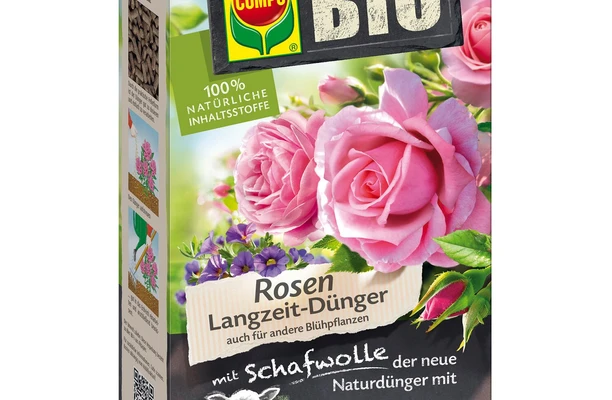 COMPO
BIO
®
100%
NATÜRLICHE
INHALTSSTOFFE
Rosen
Langzeit-Dünger
auch für andere Blühpflanzen
mit Schafwolle der neue
Naturdünger mit